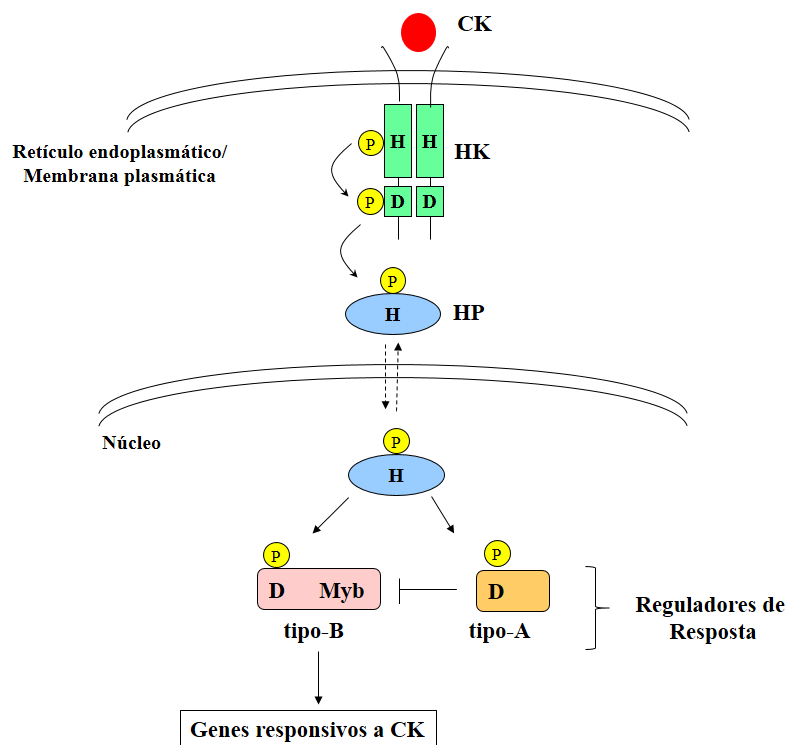 CK
P
H
H
HK
Retículo endoplasmático/
Membrana plasmática
P
D
D
P
H
HP
Núcleo
P
H
P
P
D Myb
D
tipo-B
tipo-A
Reguladores de
Resposta
Genes responsivos a CK